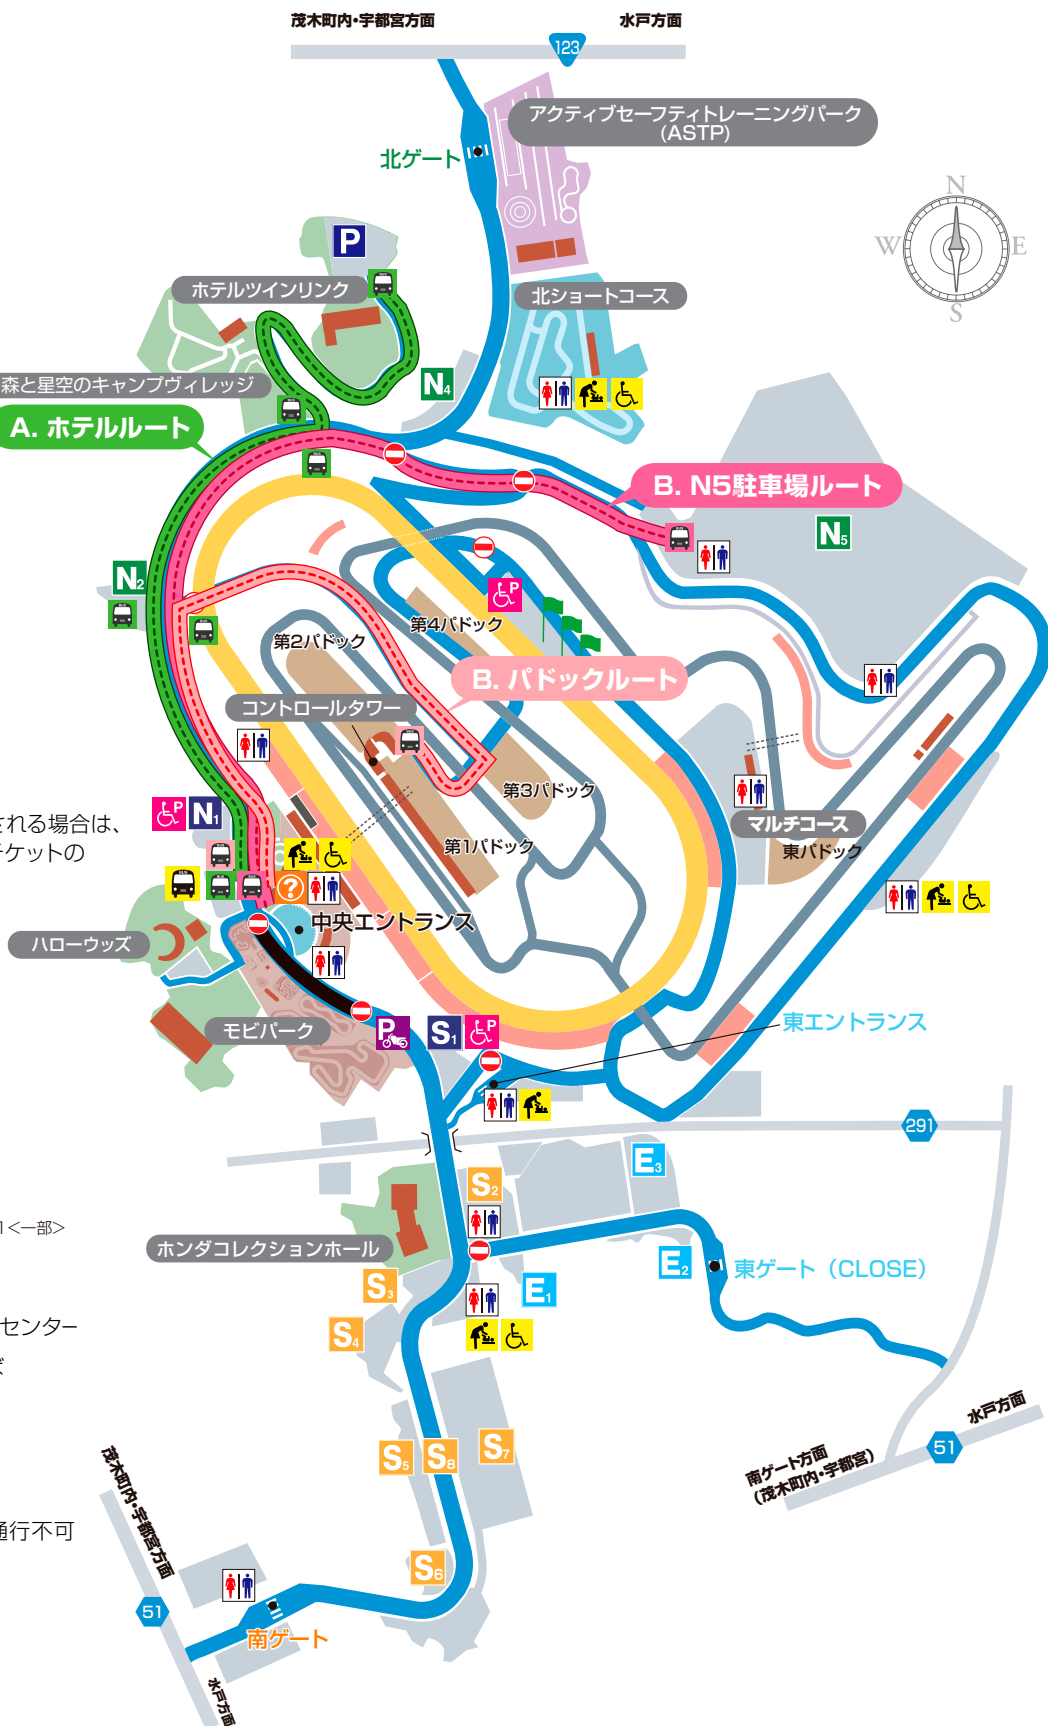 茂木町内・宇都宮方面
水戸方面
123
アクティブセーフティトレーニングパーク
(ASTP)
北ゲート
N
W
E
S
P
ホテルツインリンク
北ショートコース
N4
森と星空のキャンプヴィレッジ
A. ホテルルート
B. N5駐車場ルート
N5
N2
P
第4パドック
第2パドック
B. パドックルート
コントロールタワー
第3パドック
P
N1
される場合は、
マルチコース
第1パドック
東パドック
チケットの
?
中央エントランス
ハローウッズ
モビパーク
P
S1
P
東エントランス
291
E3
S2
1<一部>
ホンダコレクションホール
E2
東ゲート（CLOSE）
S3
E1
センター
S4
水戸方面
51
南ゲート方面
（茂木町内・宇都宮）
茂木町内・宇都宮方面
S5
S8
S7
通行不可
S6
51
南ゲート
水戸方面